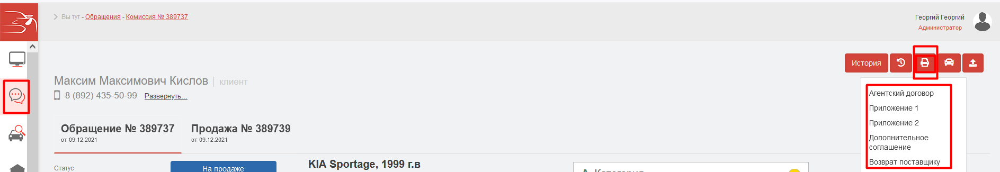 Вы тут - Обращения - Комиссия № 389737
Георгий Георгий
Администратор
История
Максим Максимович Кислов | клиент
8 (892) 435-50-99 Развернуть...
Агентский договор
Приложение 1
Приложение 2
Дополнительное
соглашение
Возврат поставщику
Обращение № 389737
от 09.12.2021
Продажа № 389739
от 09.12.2021
Статус
На продаже
KIA Sportage, 1999 г.в